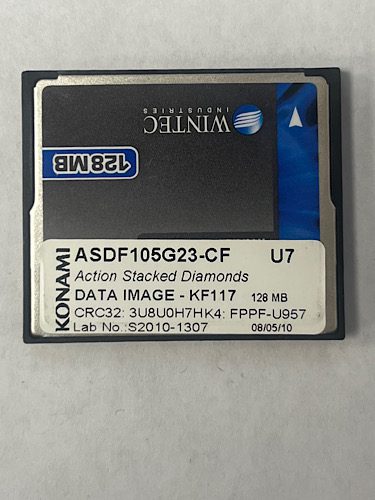 WINTEC
INDUSTRIES
128MB
KONAMI
ASDF105G23-CF U7
Action Stacked Diamonds
DATA IMAGE - KF117 128 MB
CRC32: 3U8U0H7HK4: FPPF-U957
Lab No.:S2010-1307 08/05/10